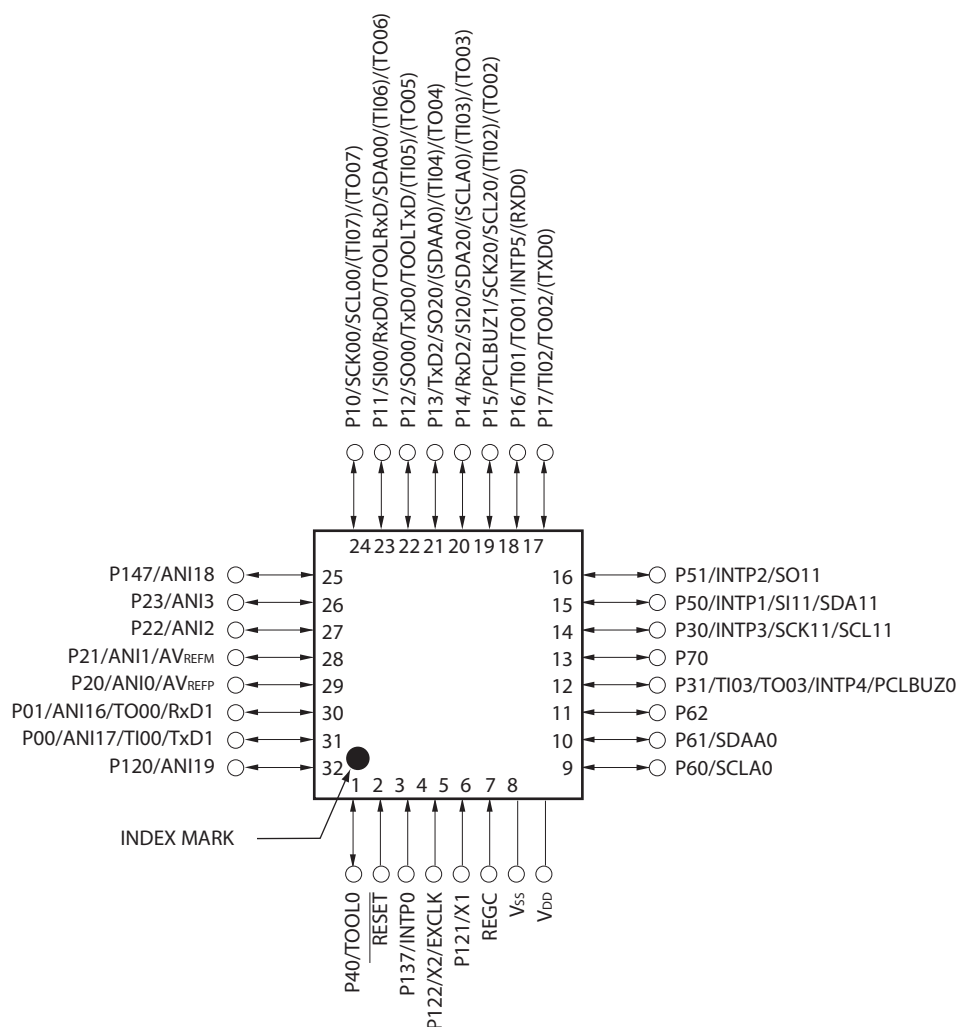 P10/SCK00/SCL00/(TI07)/(TO07)
P11/SI00/RxD0/TOOLRxD/SDA00/(TI06)/(TO06)
P12/SO00/TxD0/TOOLTxD/(TI05)/(TO05)
P13/TxD2/SO20/(SDAA0)/(TI04)/(TO04)
P14/RxD2/SI20/SDA20/(SCLA0)/(TI03)/(TO03)
P15/PCLBUZ1/SCK20/SCL20/(TI02)/(TO02)
P16/TI01/TO01/INTP5/(RXD0)
P17/TI02/TO02/(TXD0)
24 23 22 21 20 19 18 17
P147/ANI18 25
P23/ANI3 26
P22/ANI2 27
P21/ANI1/AVREFM 28
P20/ANI0/AVREFP 29
P01/ANI16/TO00/RxD1 30
P00/ANI17/TI00/TxD1 31
P120/ANI19 32
16 P51/INTP2/SO11
15 P50/INTP1/SI11/SDA11
14 P30/INTP3/SCK11/SCL11
13 P70
12 P31/TI03/TO03/INTP4/PCLBUZ0
11 P62
10 P61/SDAA0
9 P60/SCLA0
1 2 3 4 5 6 7 8
INDEX MARK
P40/TOOL0
RESET
P137/INTP0
P122/X2/EXCLK
P121/X1
REGC
VSS
VDD